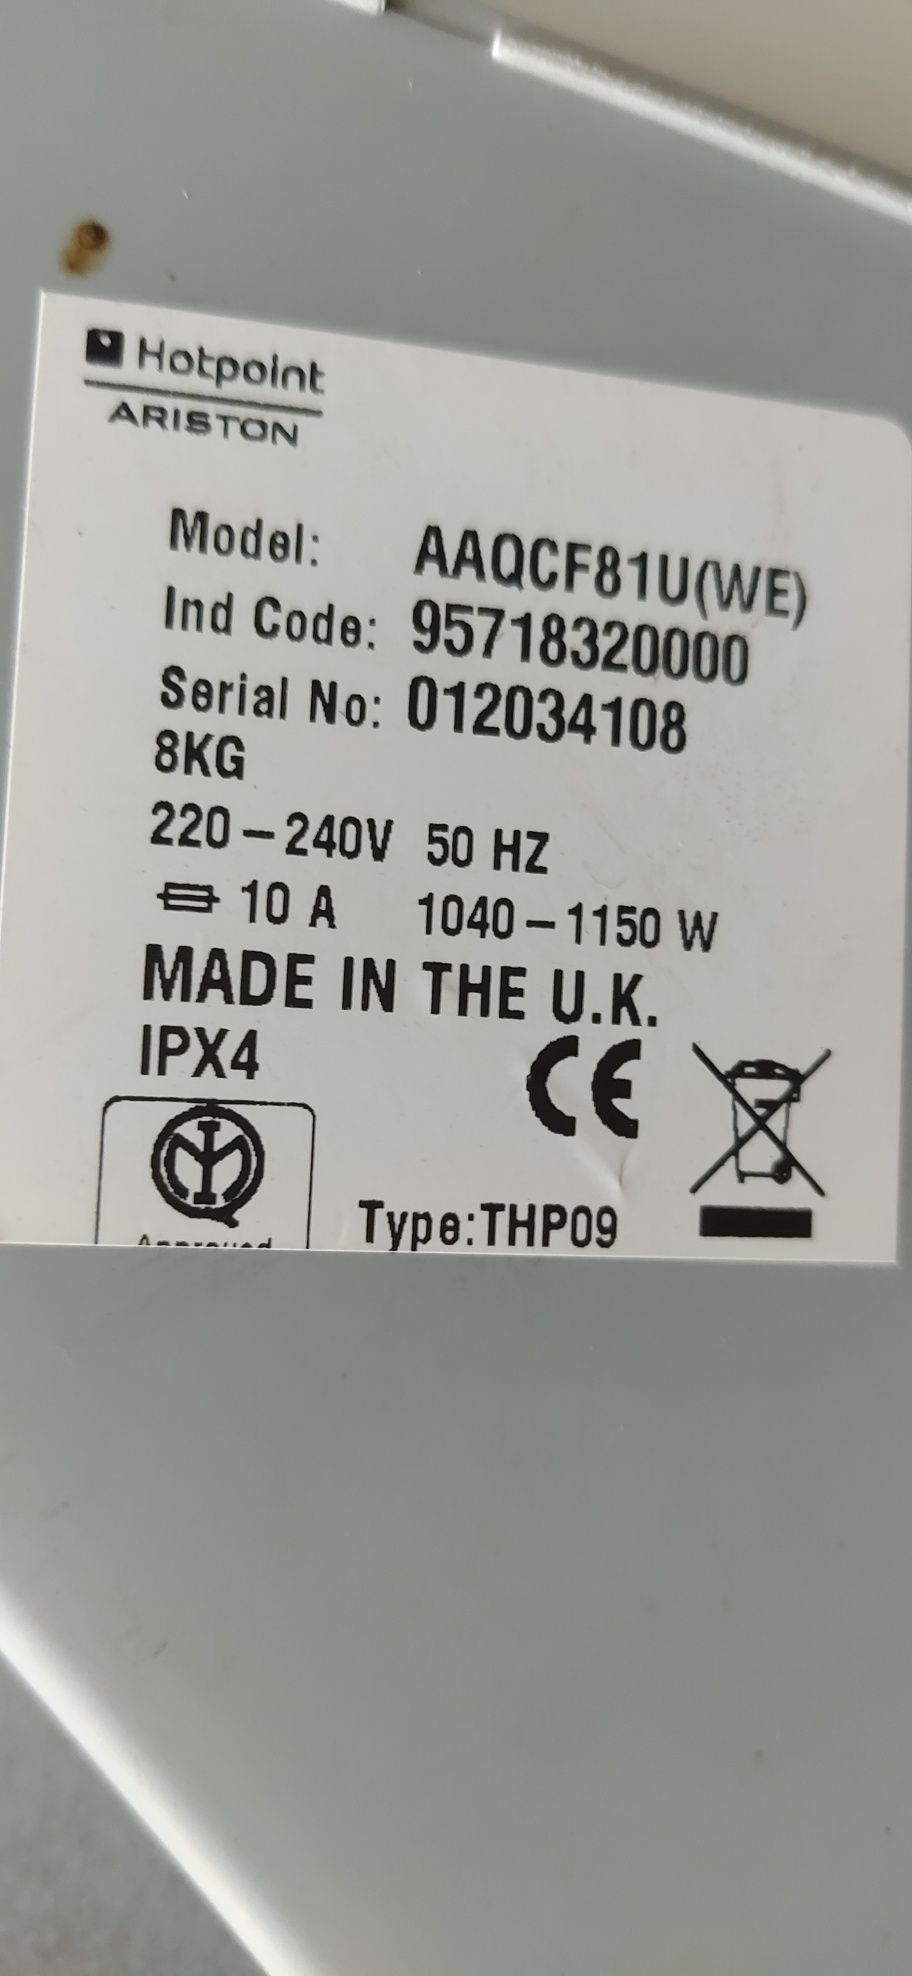 Hotpoint
ARISTON
Model: AAQCF81U(WE)
Ind Code: 95718320000
Serial No: 012034108
8KG
220-240V 50 HZ
10 A 1040-1150 W
MADE IN THE U.K.
IPX4
CE
Approved
Type:THP09